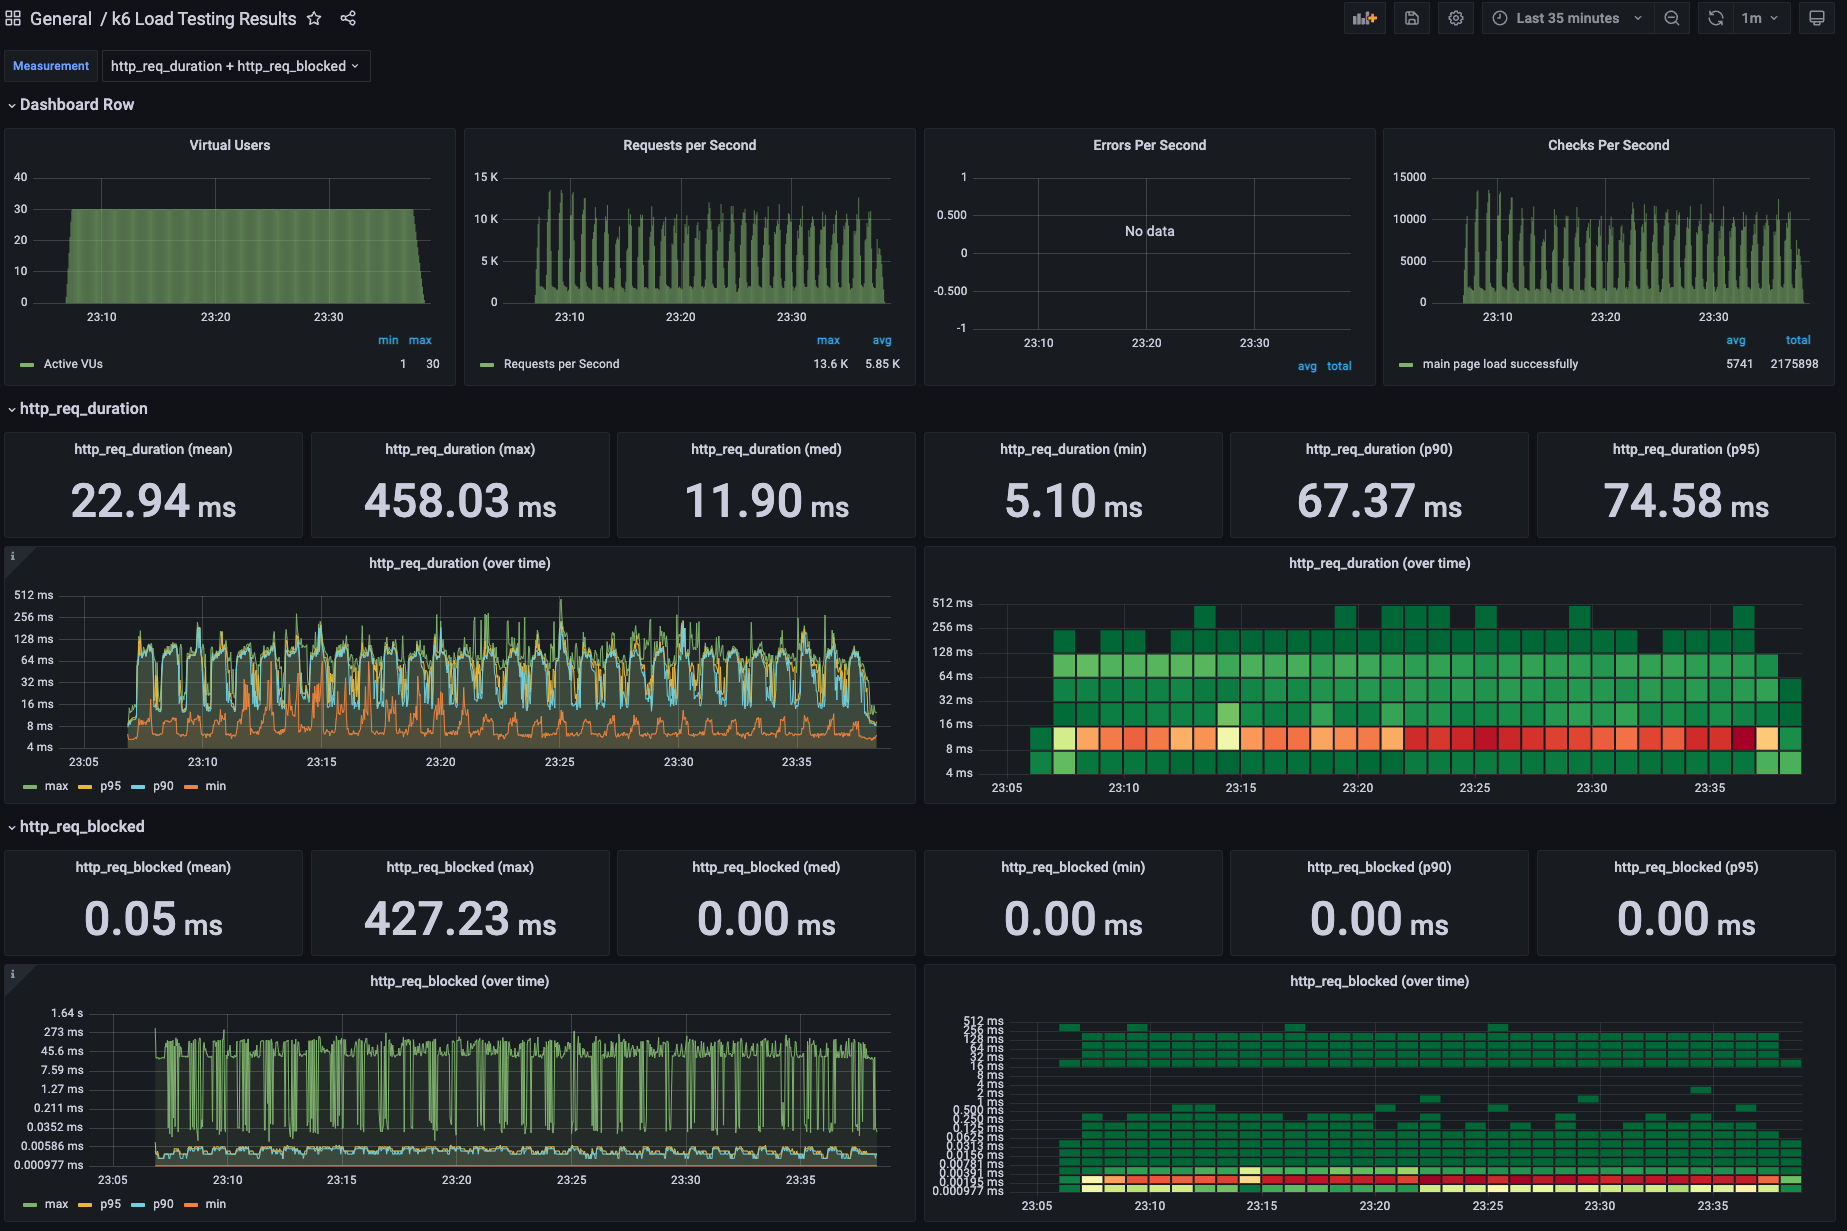 General / k6 Load Testing Results
Last 35 minutes
1m
Measurement
http_req_duration + http_req_blocked
Dashboard Row
Virtual Users
40
30
20
10
0
23:10 23:20 23:30
min max
Active VUs 1 30
Requests per Second
15 K
10 K
5 K
0
23:10 23:20 23:30
max avg
Requests per Second 13.6 K 5.85 K
Errors Per Second
1
0.500
0
-0.500
-1
No data
23:10 23:20 23:30
avg total
Checks Per Second
15000
10000
5000
0
23:10 23:20 23:30
avg total
main page load successfully 5741 2175898
http_req_duration
http_req_duration (mean)
22.94 ms
http_req_duration (max)
458.03 ms
http_req_duration (med)
11.90 ms
http_req_duration (min)
5.10 ms
http_req_duration (p90)
67.37 ms
http_req_duration (p95)
74.58 ms
i
http_req_duration (over time)
512 ms
256 ms
128 ms
64 ms
32 ms
16 ms
8 ms
4 ms
23:05 23:10 23:15 23:20 23:25 23:30 23:35
max p95 p90 min
http_req_duration (over time)
512 ms
256 ms
128 ms
64 ms
32 ms
16 ms
8 ms
4 ms
23:05 23:10 23:15 23:20 23:25 23:30 23:35
http_req_blocked
http_req_blocked (mean)
0.05 ms
http_req_blocked (max)
427.23 ms
http_req_blocked (med)
0.00 ms
http_req_blocked (min)
0.00 ms
http_req_blocked (p90)
0.00 ms
http_req_blocked (p95)
0.00 ms
i
http_req_blocked (over time)
1.64 s
273 ms
45.6 ms
7.59 ms
1.27 ms
0.211 ms
0.0352 ms
0.00586 ms
0.000977 ms
23:05 23:10 23:15 23:20 23:25 23:30 23:35
max p95 p90 min
http_req_blocked (over time)
512 ms
256 ms
128 ms
64 ms
32 ms
16 ms
8 ms
4 ms
2 ms
1 ms
0.500 ms
0.250 ms
0.125 ms
0.0625 ms
0.0313 ms
0.0156 ms
0.00781 ms
0.00391 ms
0.00195 ms
0.000977 ms
23:05 23:10 23:15 23:20 23:25 23:30 23:35